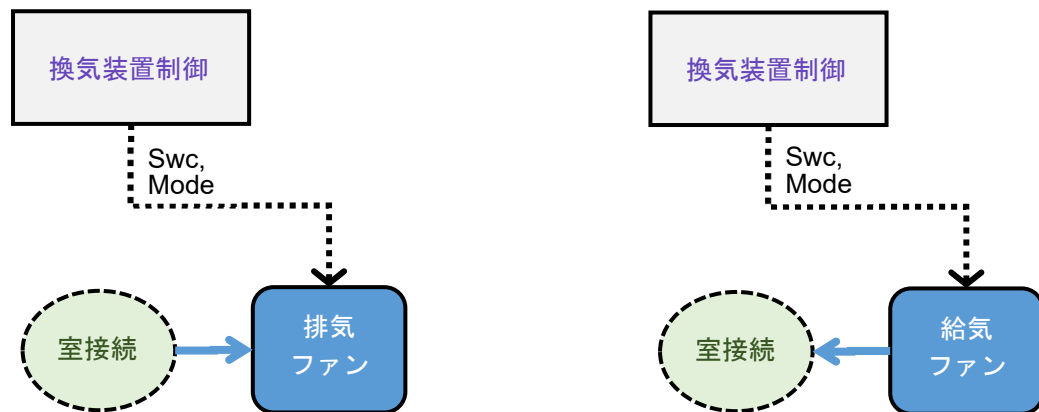 換気装置制御
Swc,
Mode
室接続
排気
ファン
換気装置制御
Swc,
Mode
室接続
給気
ファン